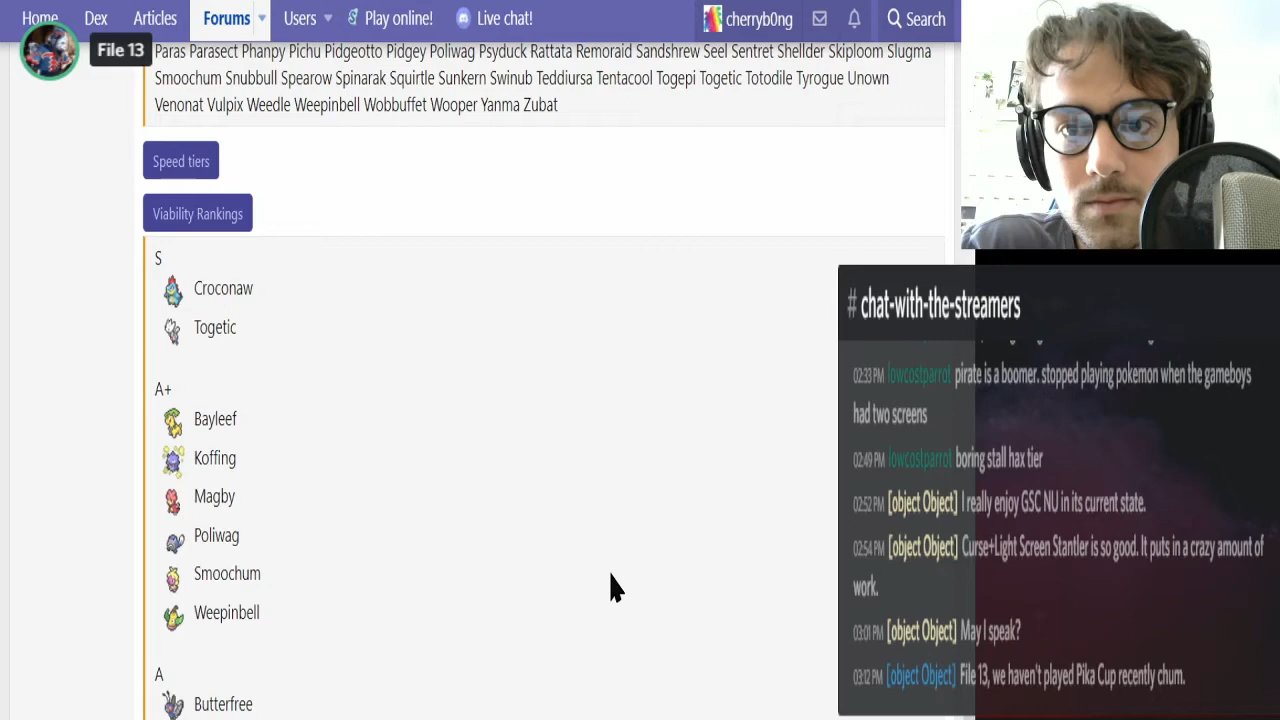 Home Dex Articles Forums Users Play online! Live chat! cherryb0ng Search
File 13
Paras Parasect Phanpy Pichu Pidgeotto Pidgey Poliwag Psyduck Rattata Remoraid Sandshrew Seel Sentret Shellder Skiploom Slugma
Smoochum Snubbull Spearow Spinarak Squirtle Sunkern Swinub Teddiursa Tentacool Togepi Togetic Totodile Tyrogue Unown
Venonat Vulpix Weedle Weepinbell Wobbuffet Wooper Yanma Zubat
Speed tiers
Viability Rankings
S
Croconaw
Togetic
A+
Bayleef
Koffing
Magby
Poliwag
Smoochum
Weepinbell
A
Butterfree
# chat-with-the-streamers
02:33 PM lowcostparrot pirate is a boomer. stopped playing pokemon when the gameboys
had two screens
02:49 PM lowcostparrot boring stall hax tier
02:52 PM [object Object] I really enjoy GSC NU in its current state.
02:54 PM [object Object] Curse+Light Screen Stantler is so good. It puts in a crazy amount of
work.
03:01 PM [object Object] May I speak?
03:12 PM [object Object] File 13, we haven't played Pika Cup recently chum.